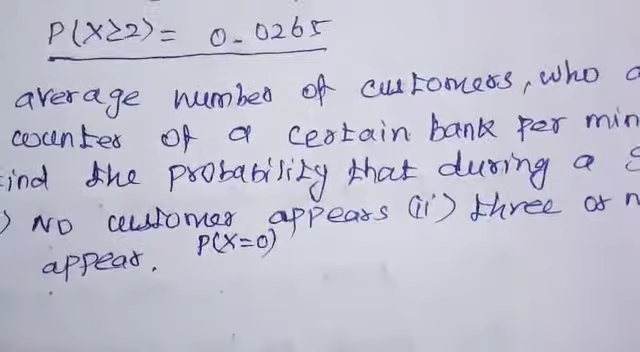 P(X≥2) = 0.0265
average number of customers, who a
counter of a certain bank per min
ind the probability that during a
) No customer appears (ii) three or
P(X=0)
appear.